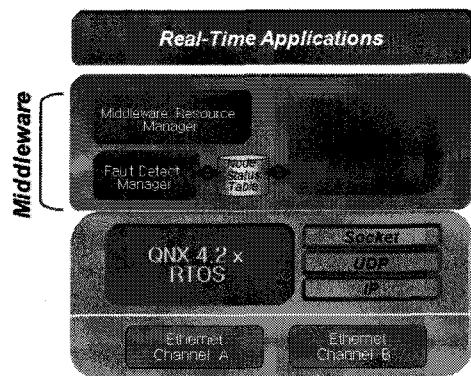 Real-Time Applications
Middleware
Middleware Resource
Manager
Faut Detect
Manager
Node
Status
Table
QNX 4.2 x
RTOS
Socket
UDP
IP
Ethernet
Channel A
Ethernet
Channel B